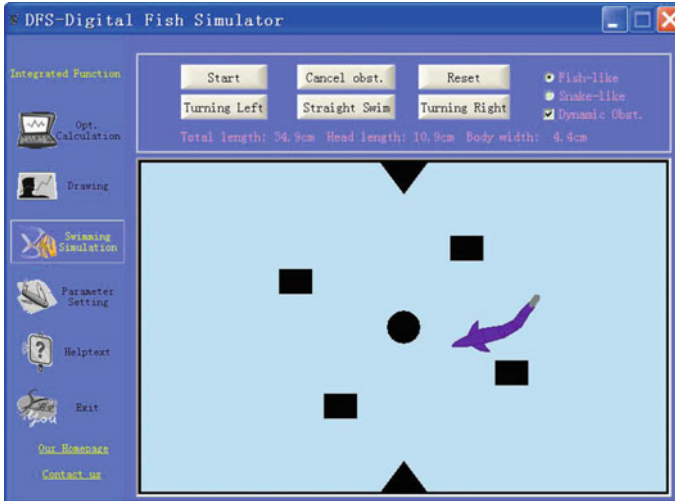 DFS-Digital Fish Simulator
Integrated Function
Opt.
Calculation
Drawing
Swimming
Simulation
Parameter
Setting
Helptext
Exit
Our Homepage
Contact us
Start
Cancel obst.
Reset
Turning Left
Straight Swim
Turning Right
Fish-like
Snake-like
Dynamic Obst.
Total length: 34.9cm Head length: 10.9cm Body width: 4.4cm